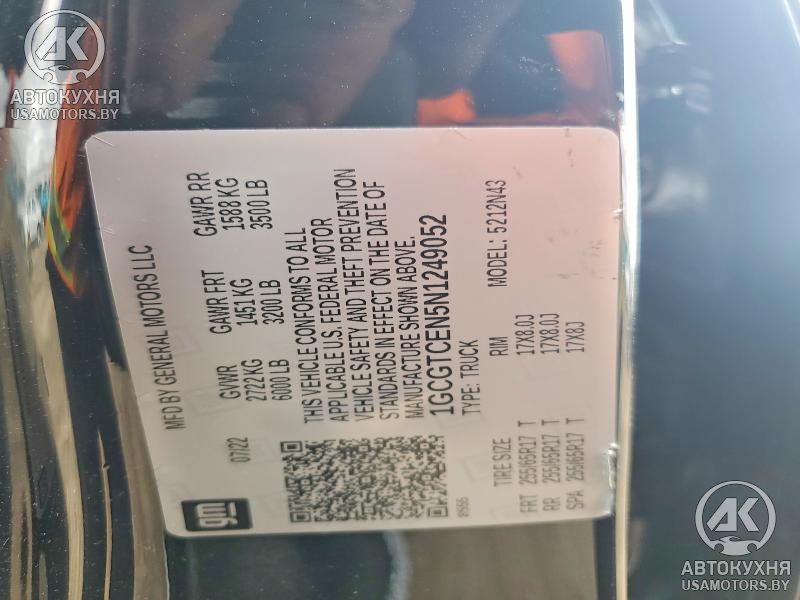 AK
АВТОКУХНЯ
USAMOTORS.BY
MFD BY GENERAL MOTORS LLC
07/22
GVWR GAWR FRT GAWR RR
2722 KG 1451 KG 1588 KG
6000 LB 3200 LB 3500 LB
THIS VEHICLE CONFORMS TO ALL
APPLICABLE U.S. FEDERAL MOTOR
VEHICLE SAFETY AND THEFT PREVENTION
STANDARDS IN EFFECT ON THE DATE OF
MANUFACTURE SHOWN ABOVE.
1GCGTCEN5N1249052
TYPE: TRUCK MODEL: 5212N43
TIRE SIZE RIM
FRT 255/65R17 T 17X8.0J
RR 255/65R17 T 17X8.0J
SPA 255/65R17 T 17X8J
gm
AK
АВТОКУХНЯ
USAMOTORS.BY